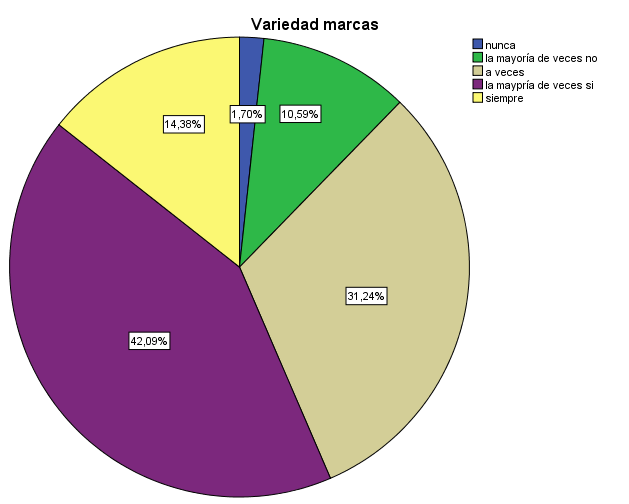 Variedad marcas
nunca
la mayoría de veces no
a veces
la maypría de veces si
siempre
14,38%
1,70%
10,59%
31,24%
42,09%